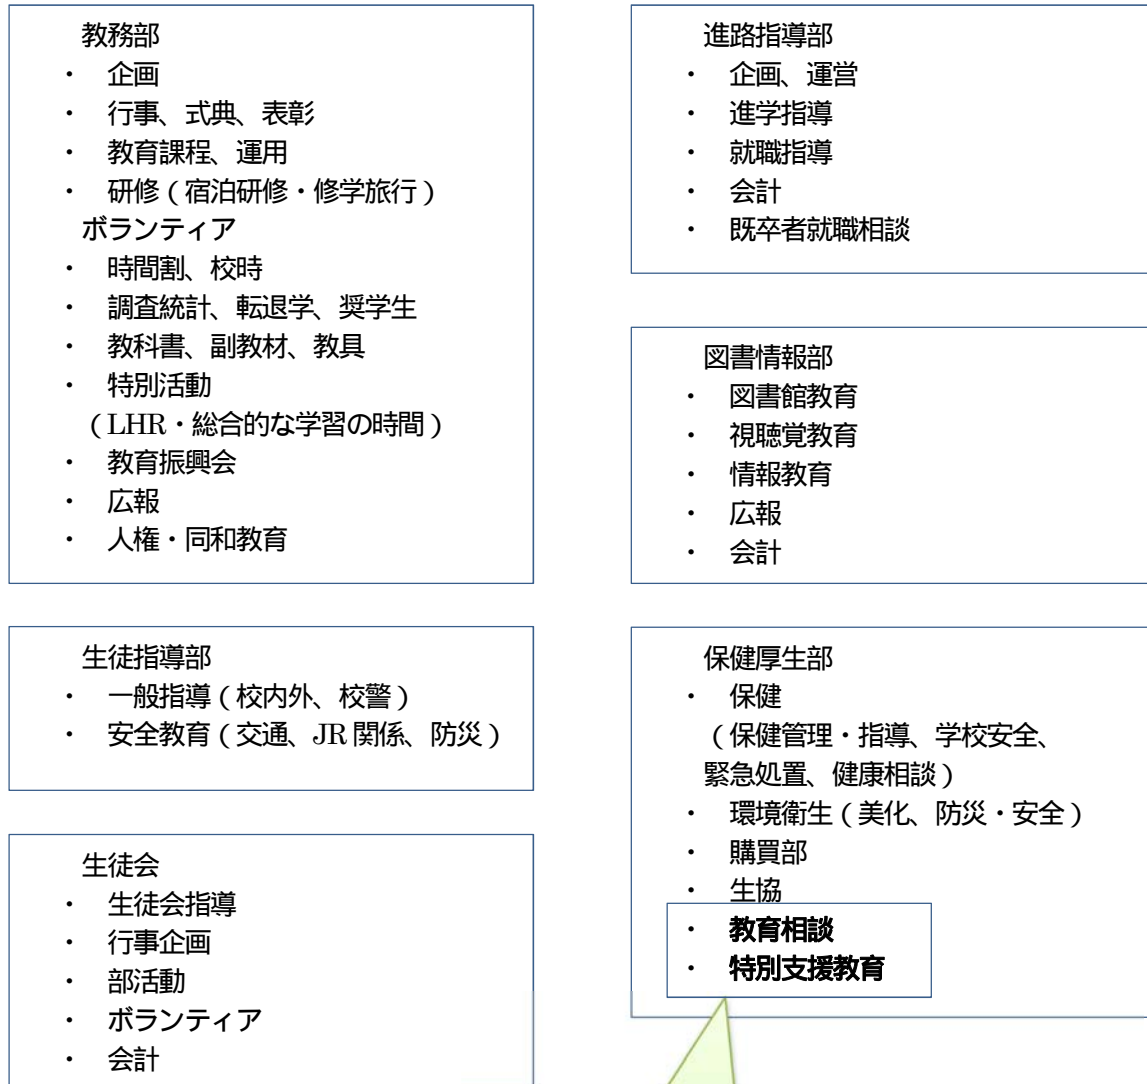 教務部
・ 企画
・ 行事、式典、表彰
・ 教育課程、運用
・ 研修(宿泊研修・修学旅行)
ボランティア
・ 時間割、校時
・ 調査統計、転退学、奨学生
・ 教科書、副教材、教具
・ 特別活動
(LHR・総合的な学習の時間)
・ 教育振興会
・ 広報
・ 人権・同和教育
生徒指導部
・ 一般指導(校内外、校警)
・ 安全教育(交通、JR関係、防災)
生徒会
・ 生徒会指導
・ 行事企画
・ 部活動
・ ボランティア
・ 会計
進路指導部
・ 企画、運営
・ 進学指導
・ 就職指導
・ 会計
・ 既卒者就職相談
図書情報部
・ 図書館教育
・ 視聴覚教育
・ 情報教育
・ 広報
・ 会計
保健厚生部
・ 保健
(保健管理・指導、学校安全、
緊急処置、健康相談)
・ 環境衛生(美化、防災・安全)
・ 購買部
・ 生協
・ 教育相談
・ 特別支援教育